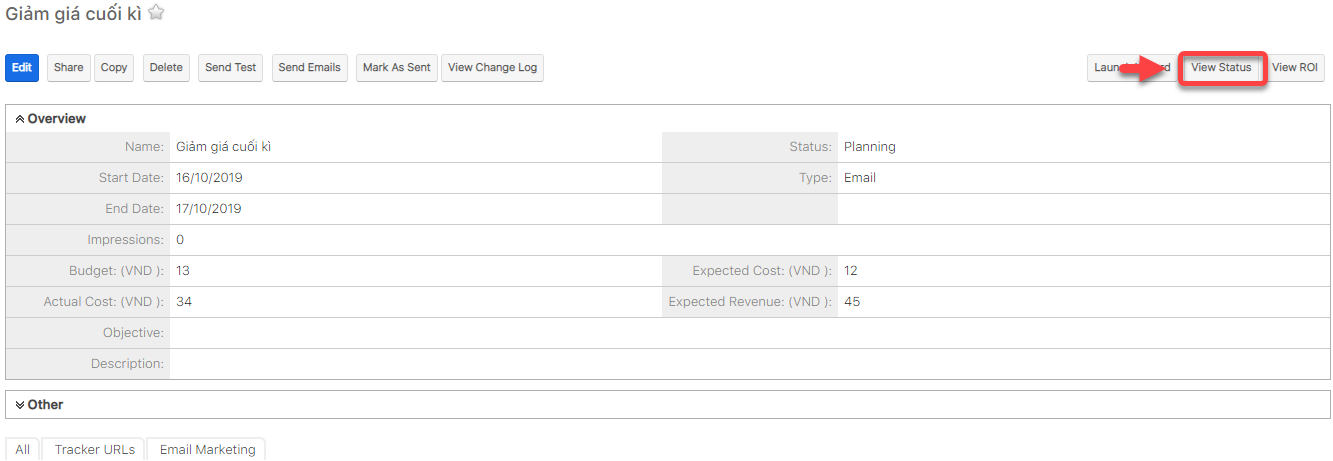 Giảm giá cuối kì
Edit Share Copy Delete Send Test Send Emails Mark As Sent View Change Log View Status View ROI
Overview
Name: Giảm giá cuối kì Status: Planning
Start Date: 16/10/2019 Type: Email
End Date: 17/10/2019
Impressions: 0
Budget: (VND ): 13 Expected Cost: (VND ): 12
Actual Cost: (VND ): 34 Expected Revenue: (VND ): 45
Objective:
Description:
Other
All Tracker URLs Email Marketing